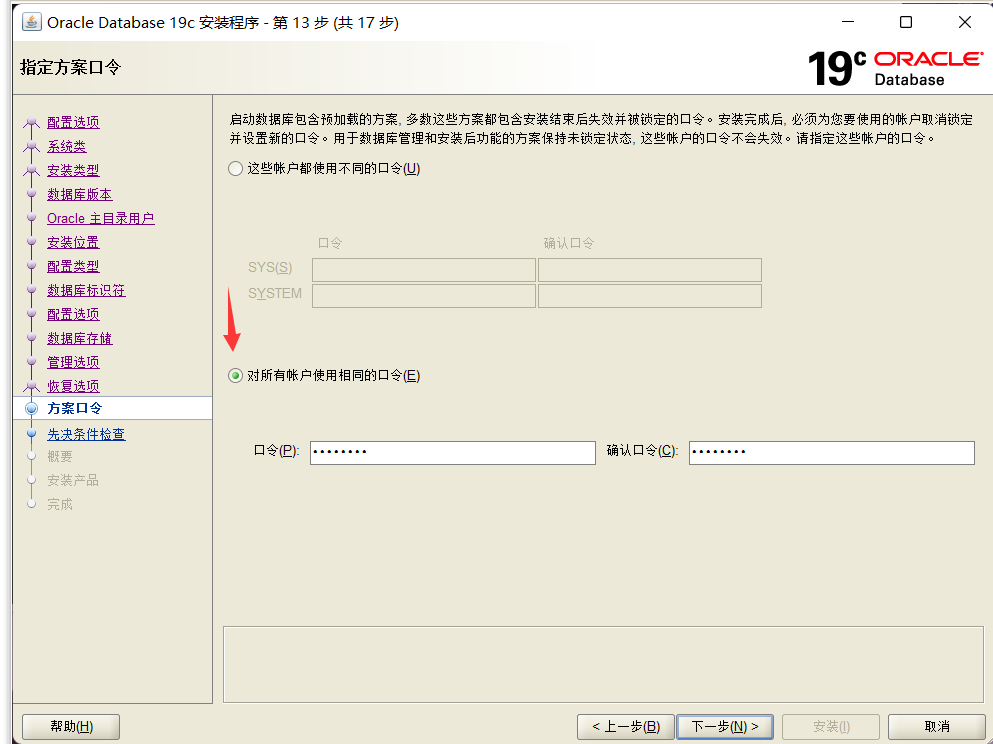 Oracle Database 19c 安装程序 - 第 13 步 (共 17 步)
指定方案口令
19c ORACLE
Database
配置选项
系统类
安装类型
数据库版本
Oracle 主目录用户
安装位置
配置类型
数据库标识符
配置选项
数据库存储
管理选项
恢复选项
方案口令
先决条件检查
概要
安装产品
完成
启动数据库包含预加载的方案, 多数这些方案都包含安装结束后失效并被锁定的口令。安装完成后, 必须为您要使用的帐户取消锁定
并设置新的口令。用于数据库管理和安装后功能的方案保持未锁定状态, 这些帐户的口令不会失效。请指定这些帐户的口令。
这些帐户都使用不同的口令(U)
口令 确认口令
SYS(S)
SYSTEM
对所有帐户使用相同的口令(E)
口令(P): •••••••• 确认口令(C): ••••••••
帮助(H) < 上一步(B) 下一步(N) > 安装(I) 取消